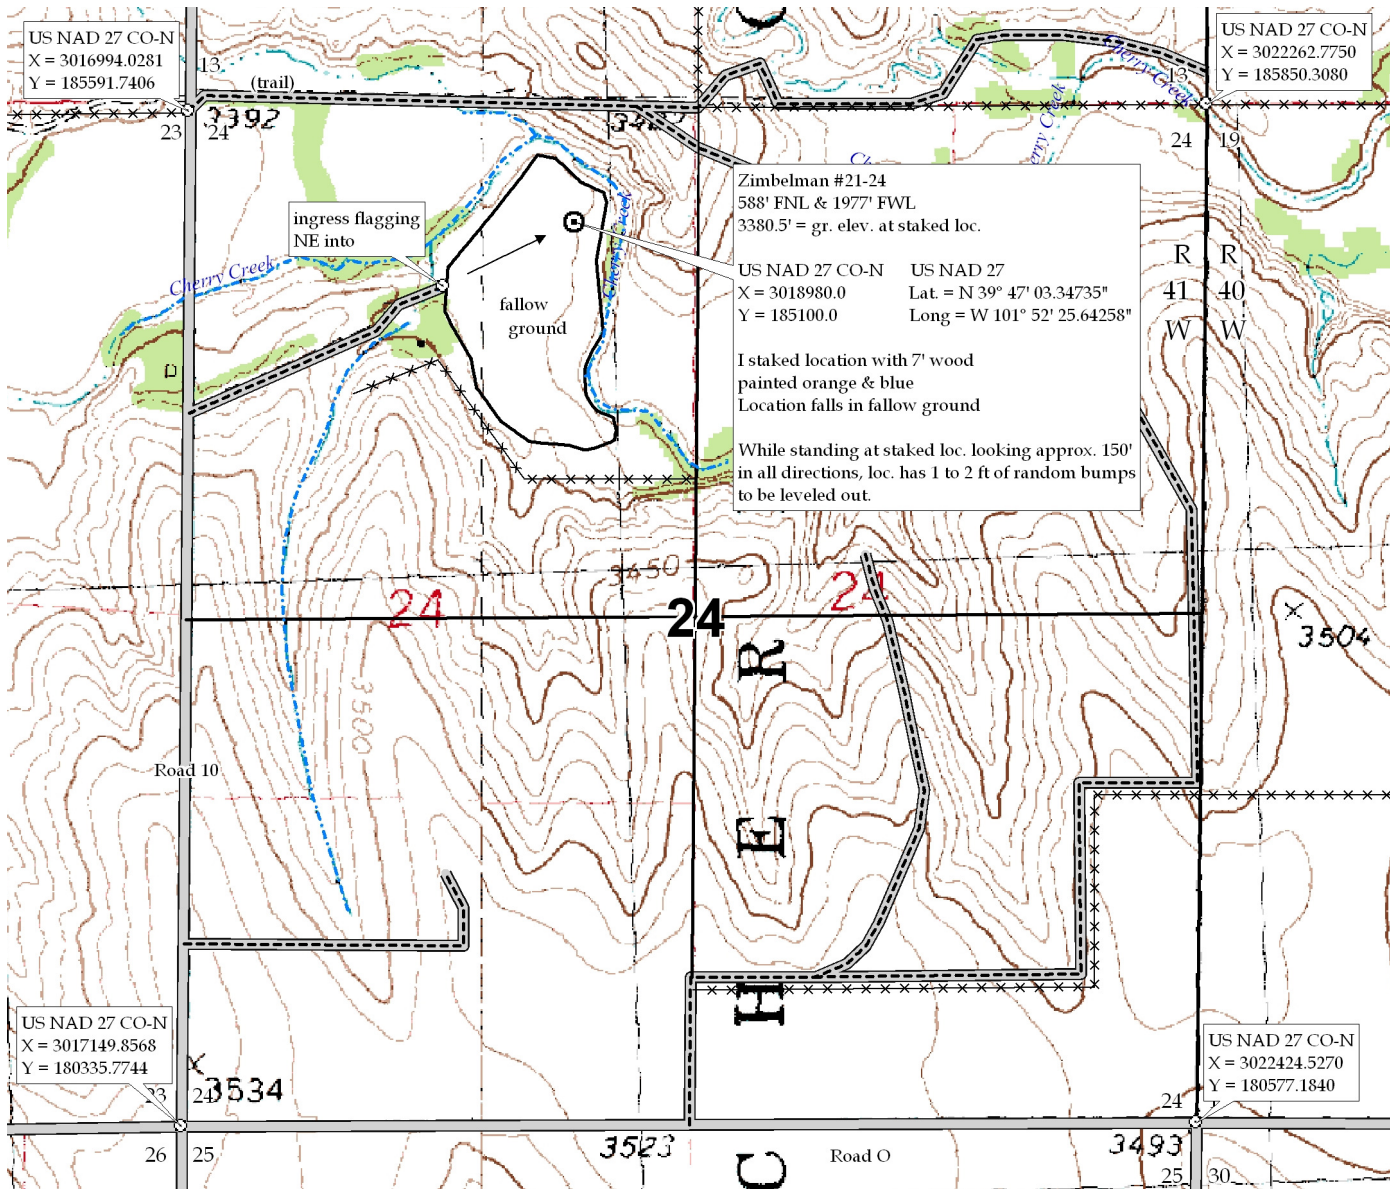 US NAD 27 CO-N
X = 3016994.0281
Y = 185591.7406
US NAD 27 CO-N
X = 3022262.7750
Y = 185850.3080
13
13
(trail)
3392
23
24
24
19
Cherry Creek
Cherry Creek
Zimbelman #21-24
588' FNL & 1977' FWL
3380.5' = gr. elev. at staked loc.
US NAD 27 CO-N
X = 3018980.0
Y = 185100.0
US NAD 27
Lat. = N 39° 47' 03.34735"
Long = W 101° 52' 25.64258"
I staked location with 7' wood
painted orange & blue
Location falls in fallow ground
While standing at staked loc. looking approx. 150'
in all directions, loc. has 1 to 2 ft of random bumps
to be leveled out.
ingress flagging
NE into
Cherry Creek
Cherry Creek
fallow
ground
R R
41 40
W W
3450
24
24
24
3504
R
3500
Road 10
E
H
US NAD 27 CO-N
X = 3017149.8568
Y = 180335.7744
US NAD 27 CO-N
X = 3022424.5270
Y = 180577.1840
3534
23
24
24
26
25
3523
Road O
3493
25
30
C